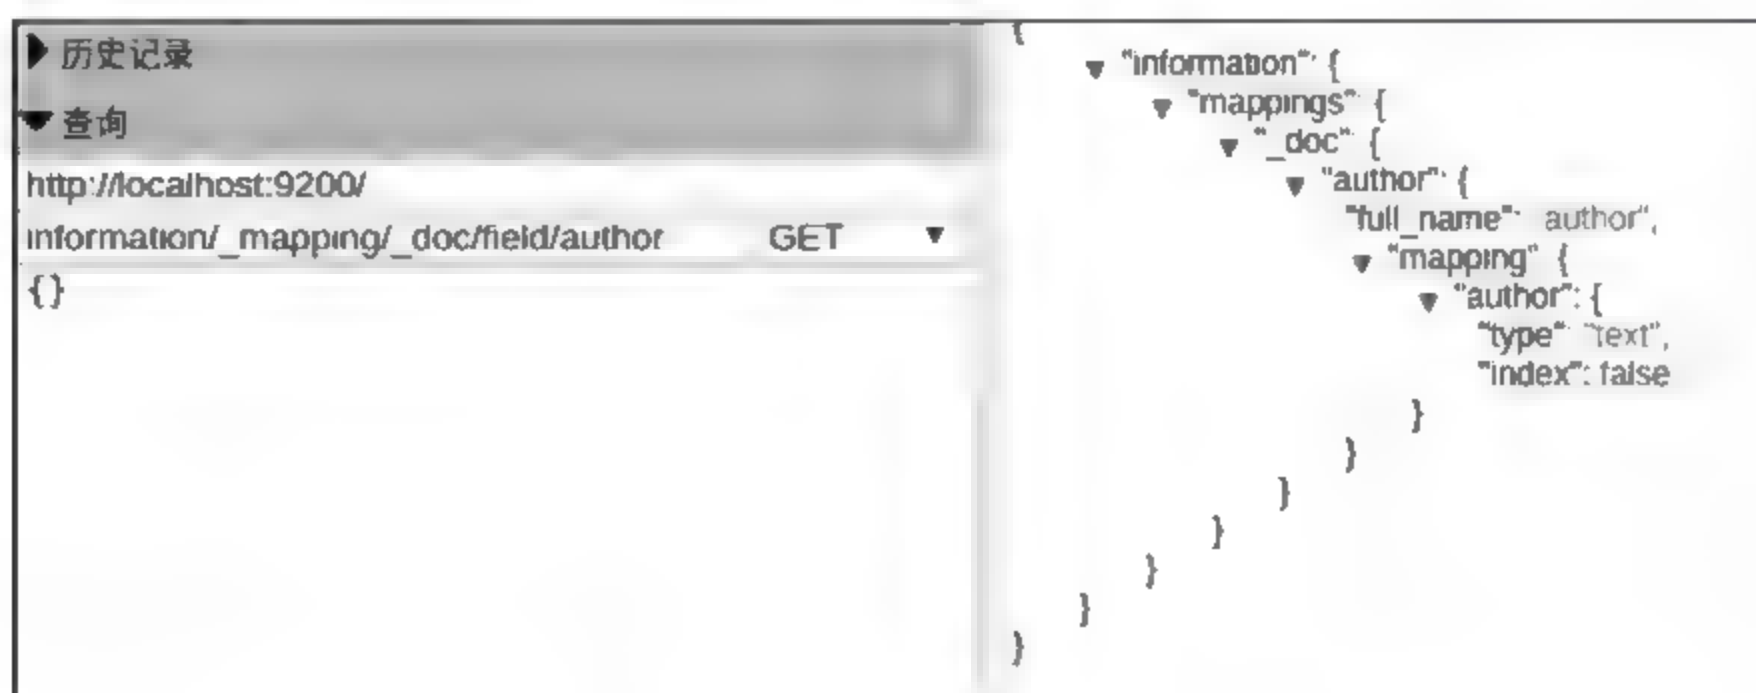 历史记录
查询
http://localhost:9200/
information/_mapping/_doc/field/author GET
{}
{
"information": {
"mappings": {
"_doc": {
"author": {
"full_name": author",
"mapping" {
"author": {
"type": "text",
"index": false
}
}
}
}
}
}
}